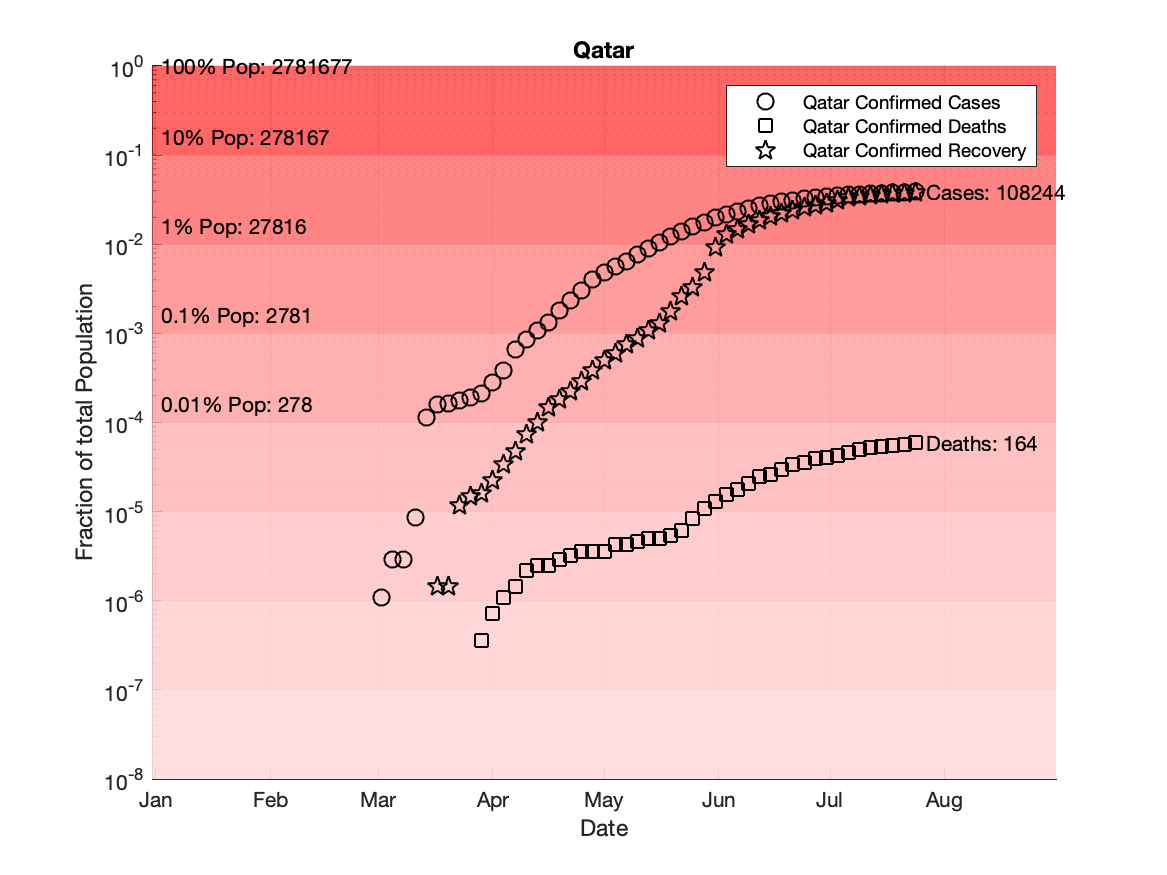 Qatar
10^0
100% Pop: 2781677
Qatar Confirmed Cases
Qatar Confirmed Deaths
Qatar Confirmed Recovery
10% Pop: 278167
10^-1
Cases: 108244
1% Pop: 27816
10^-2
0.1% Pop: 2781
10^-3
0.01% Pop: 278
10^-4
Deaths: 164
10^-5
10^-6
10^-7
10^-8
Fraction of total Population
Jan Feb Mar Apr May Jun Jul Aug
Date